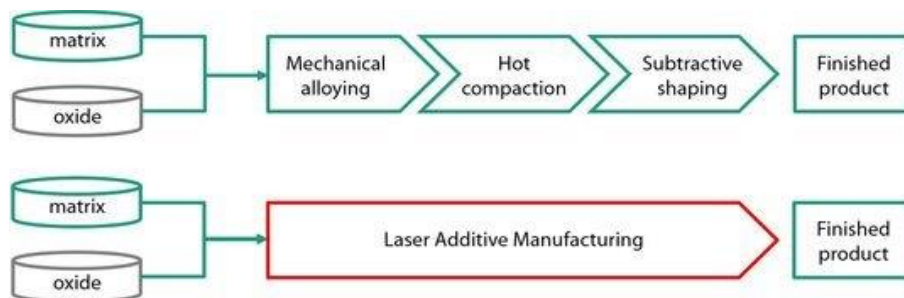 matrix
oxide
Mechanical
alloying
Hot
compaction
Subtractive
shaping
Finished
product
matrix
oxide
Laser Additive Manufacturing
Finished
product